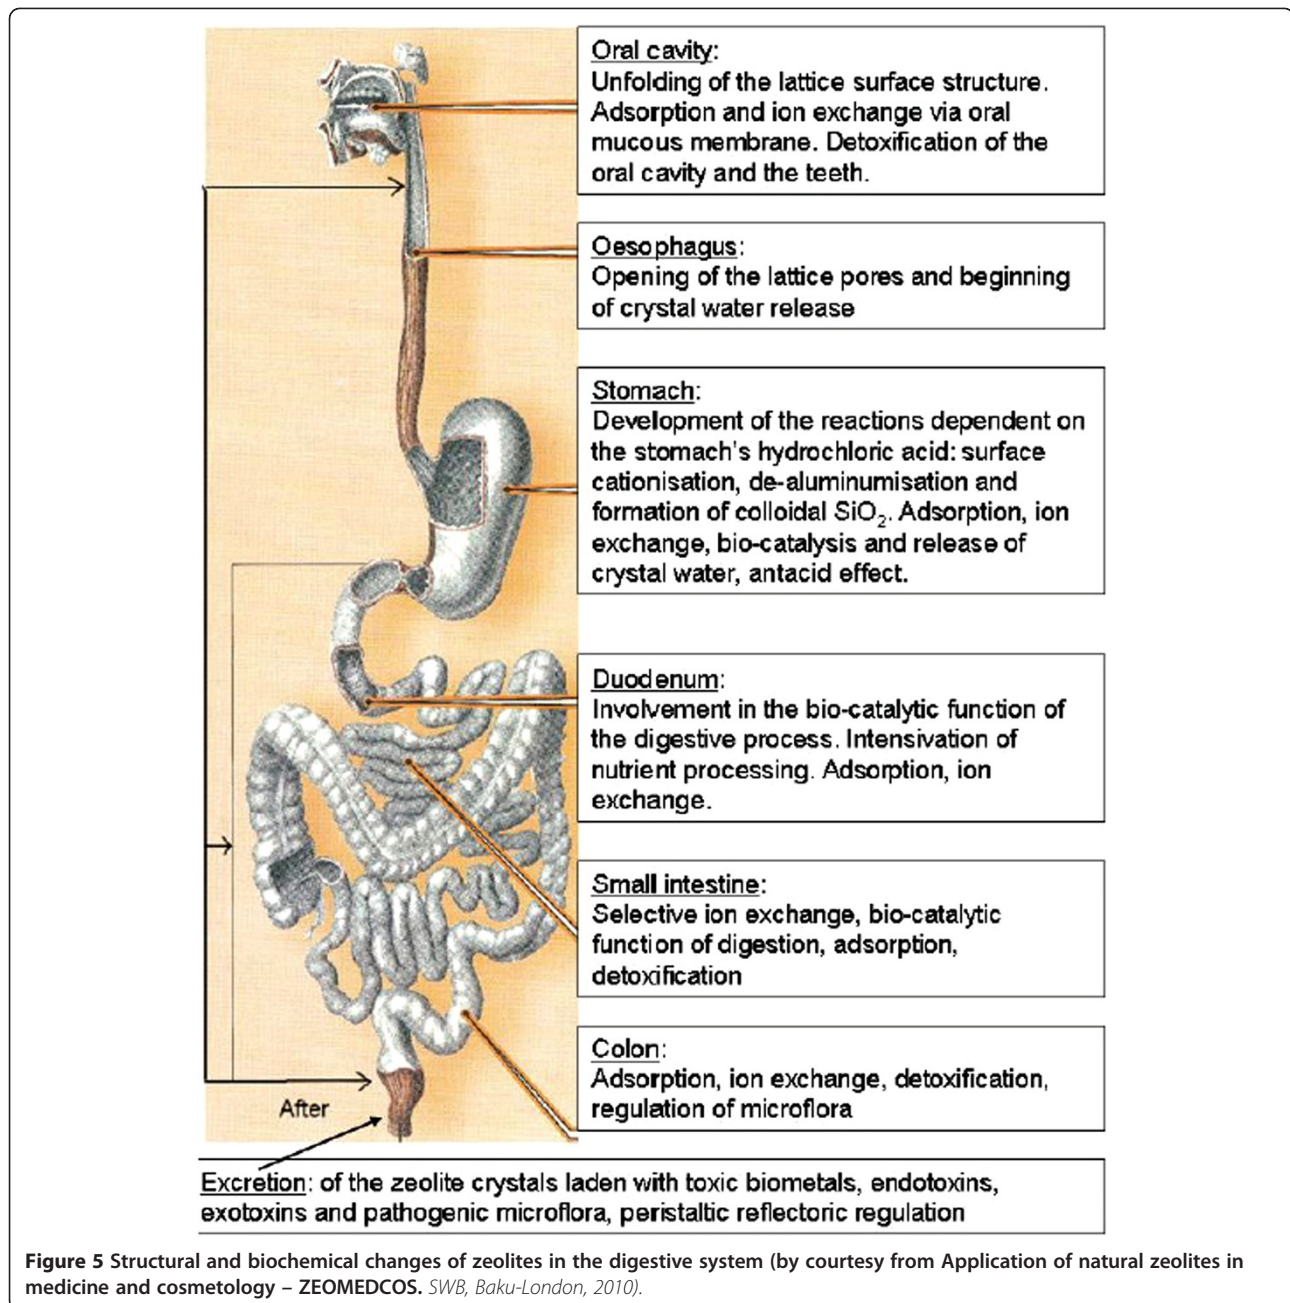 Oral cavity:
Unfolding of the lattice surface structure.
Adsorption and ion exchange via oral
mucous membrane. Detoxification of the
oral cavity and the teeth.
Oesophagus:
Opening of the lattice pores and beginning
of crystal water release
Stomach:
Development of the reactions dependent on
the stomach's hydrochloric acid: surface
cationisation, de-aluminumisation and
formation of colloidal SiO₂. Adsorption, ion
exchange, bio-catalysis and release of
crystal water, antacid effect.
Duodenum:
Involvement in the bio-catalytic function of
the digestive process. Intensivation of
nutrient processing. Adsorption, ion
exchange.
Small intestine:
Selective ion exchange, bio-catalytic
function of digestion, adsorption,
detoxification
Colon:
Adsorption, ion exchange, detoxification,
regulation of microflora
After
Excretion: of the zeolite crystals laden with toxic biometals, endotoxins,
exotoxins and pathogenic microflora, peristaltic reflectoric regulation
Figure 5 Structural and biochemical changes of zeolites in the digestive system (by courtesy from Application of natural zeolites in
medicine and cosmetology – ZEOMEDCOS. SWB, Baku-London, 2010).